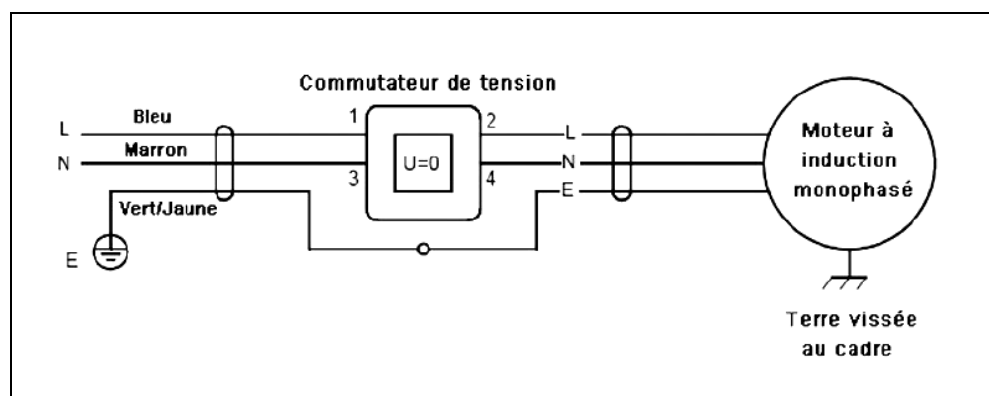 Commutateur de tension
L
Bleu
1
2
L
N
Marron
3
U=0
4
N
E
Vert/Jaune
E
Moteur à
induction
monophasé
Terre vissée
au cadre